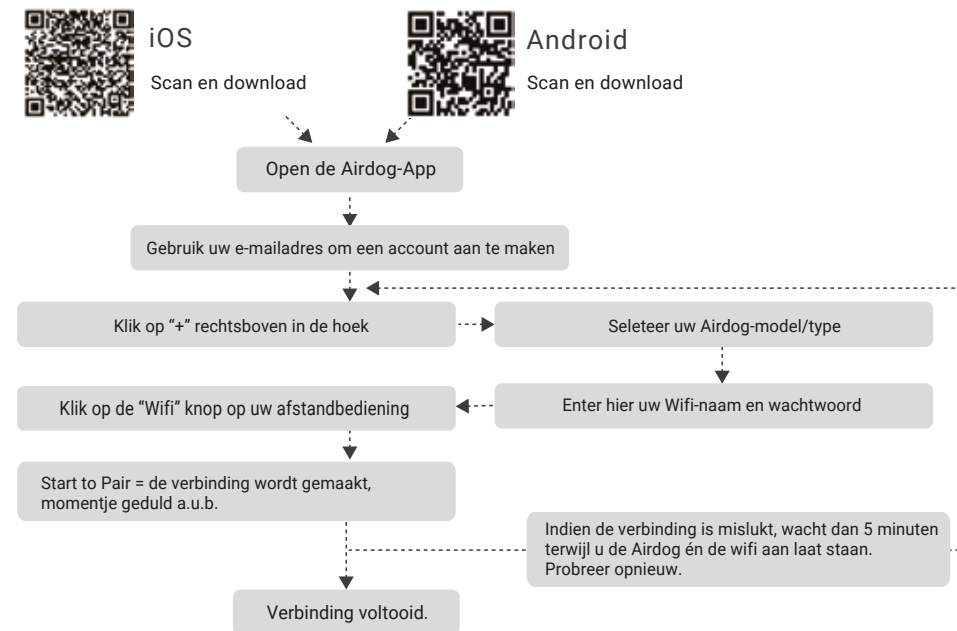 iOS
Scan en download
Android
Scan en download
Open de Airdog-App
Gebruik uw e-mailadres om een account aan te maken
Klik op “+” rechtsboven in de hoek
Seleteer uw Airdog-model/type
Enter hier uw Wifi-naam en wachtwoord
Klik op de “Wifi” knop op uw afstandbediening
Start to Pair = de verbinding wordt gemaakt,
momentje geduld a.u.b.
Indien de verbinding is mislukt, wacht dan 5 minuten
terwijl u de Airdog én de wifi aan laat staan.
Probreer opnieuw.
Verbinding voltooid.